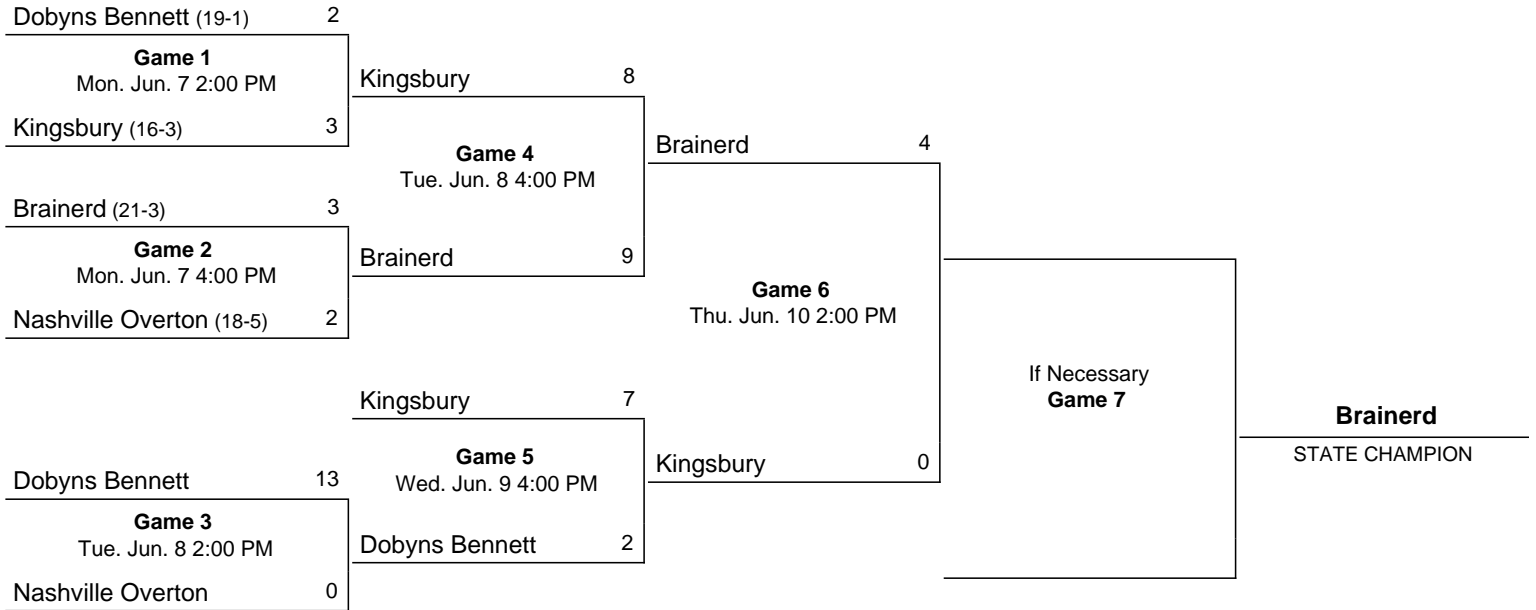 Dobyns Bennett (19-1) 2
Game 1
Mon. Jun. 7 2:00 PM
Kingsbury (16-3) 3
Brainerd (21-3) 3
Game 2
Mon. Jun. 7 4:00 PM
Nashville Overton (18-5) 2
Dobyns Bennett 13
Game 3
Tue. Jun. 8 2:00 PM
Nashville Overton 0
Kingsbury 8
Game 4
Tue. Jun. 8 4:00 PM
Brainerd 9
Kingsbury 7
Game 5
Wed. Jun. 9 4:00 PM
Dobyns Bennett 2
Brainerd 4
Game 6
Thu. Jun. 10 2:00 PM
Kingsbury 0
If Necessary
Game 7
Brainerd
STATE CHAMPION